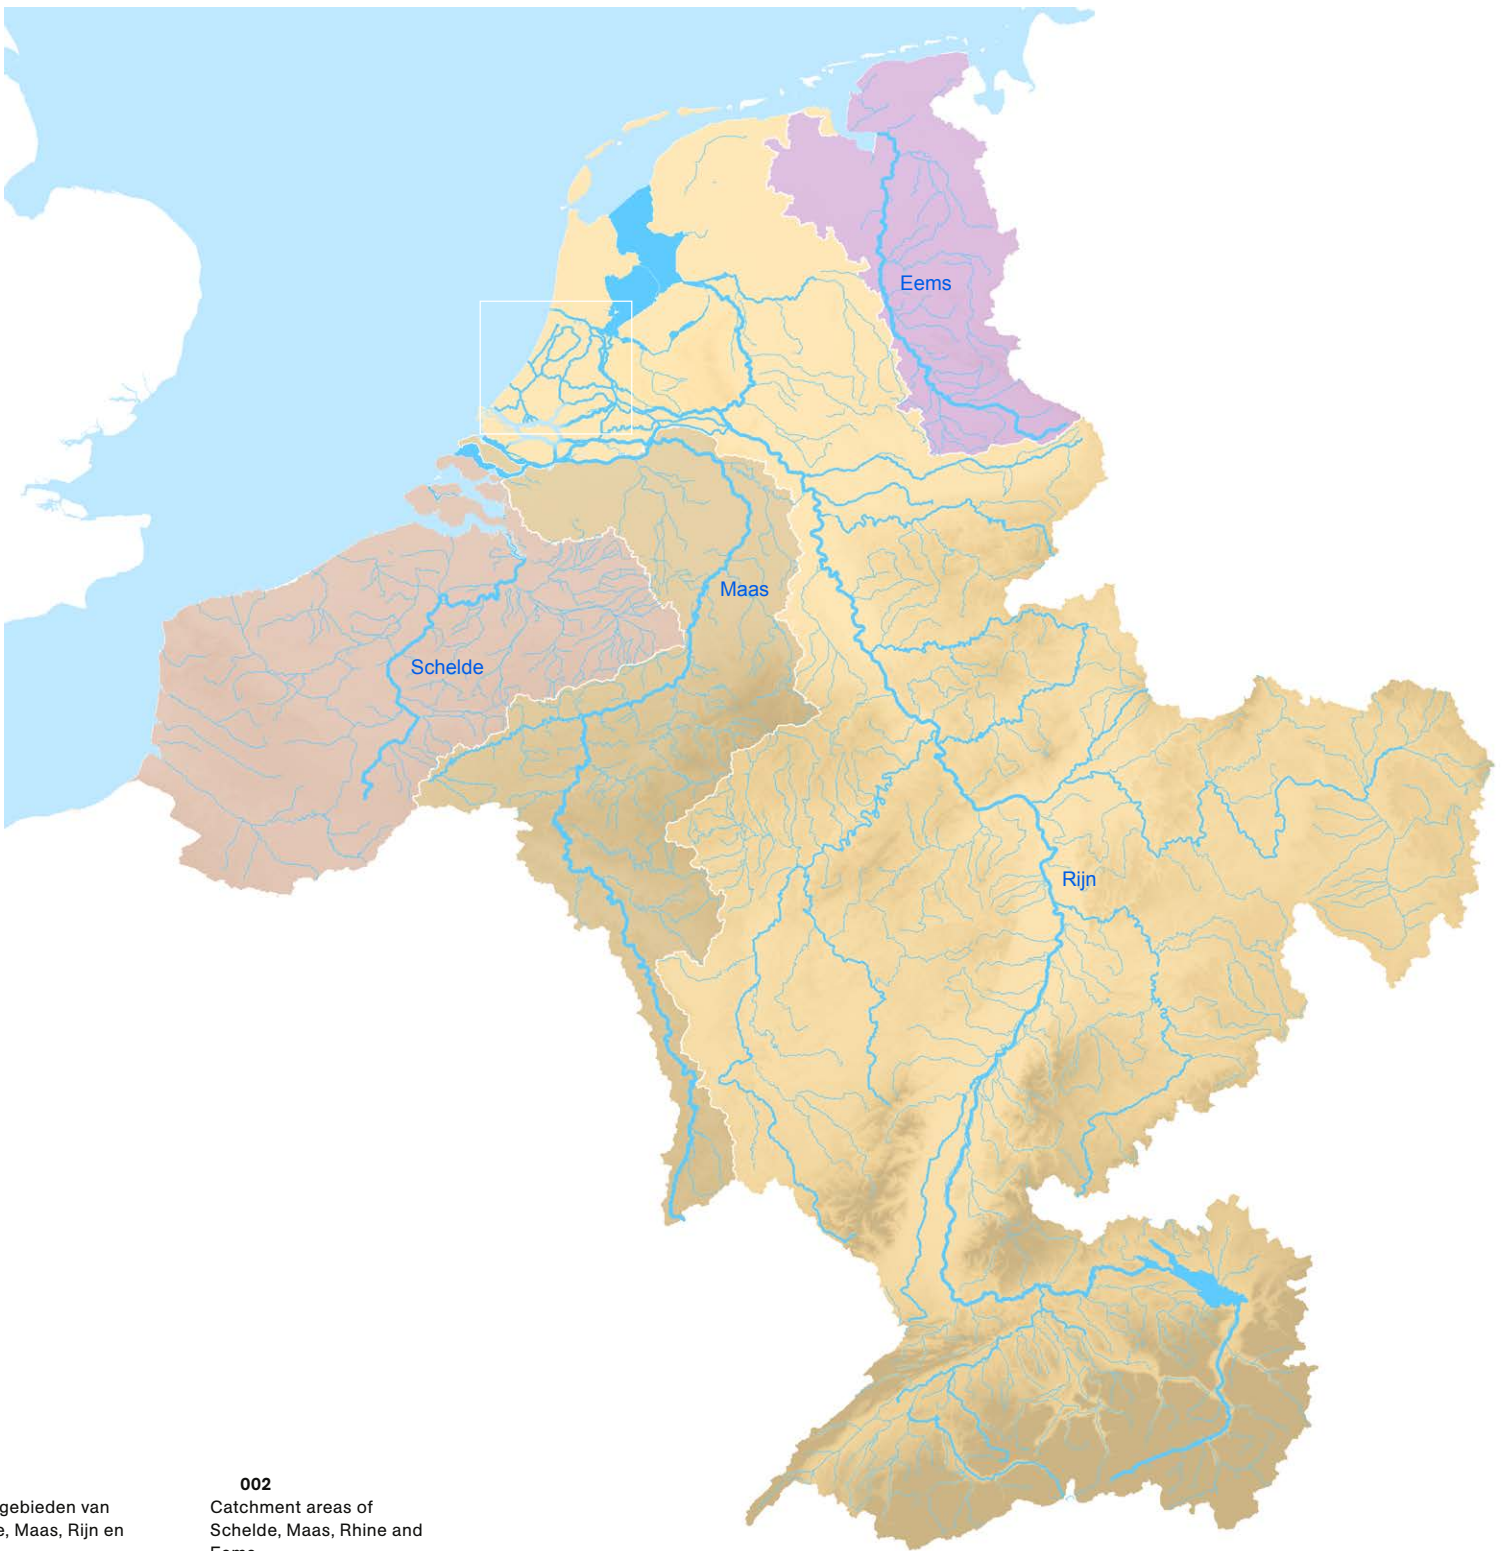 Eems
Maas
Schelde
Rijn
gebieden van
, Maas, Rijn en
002
Catchment areas of
Schelde, Maas, Rhine and